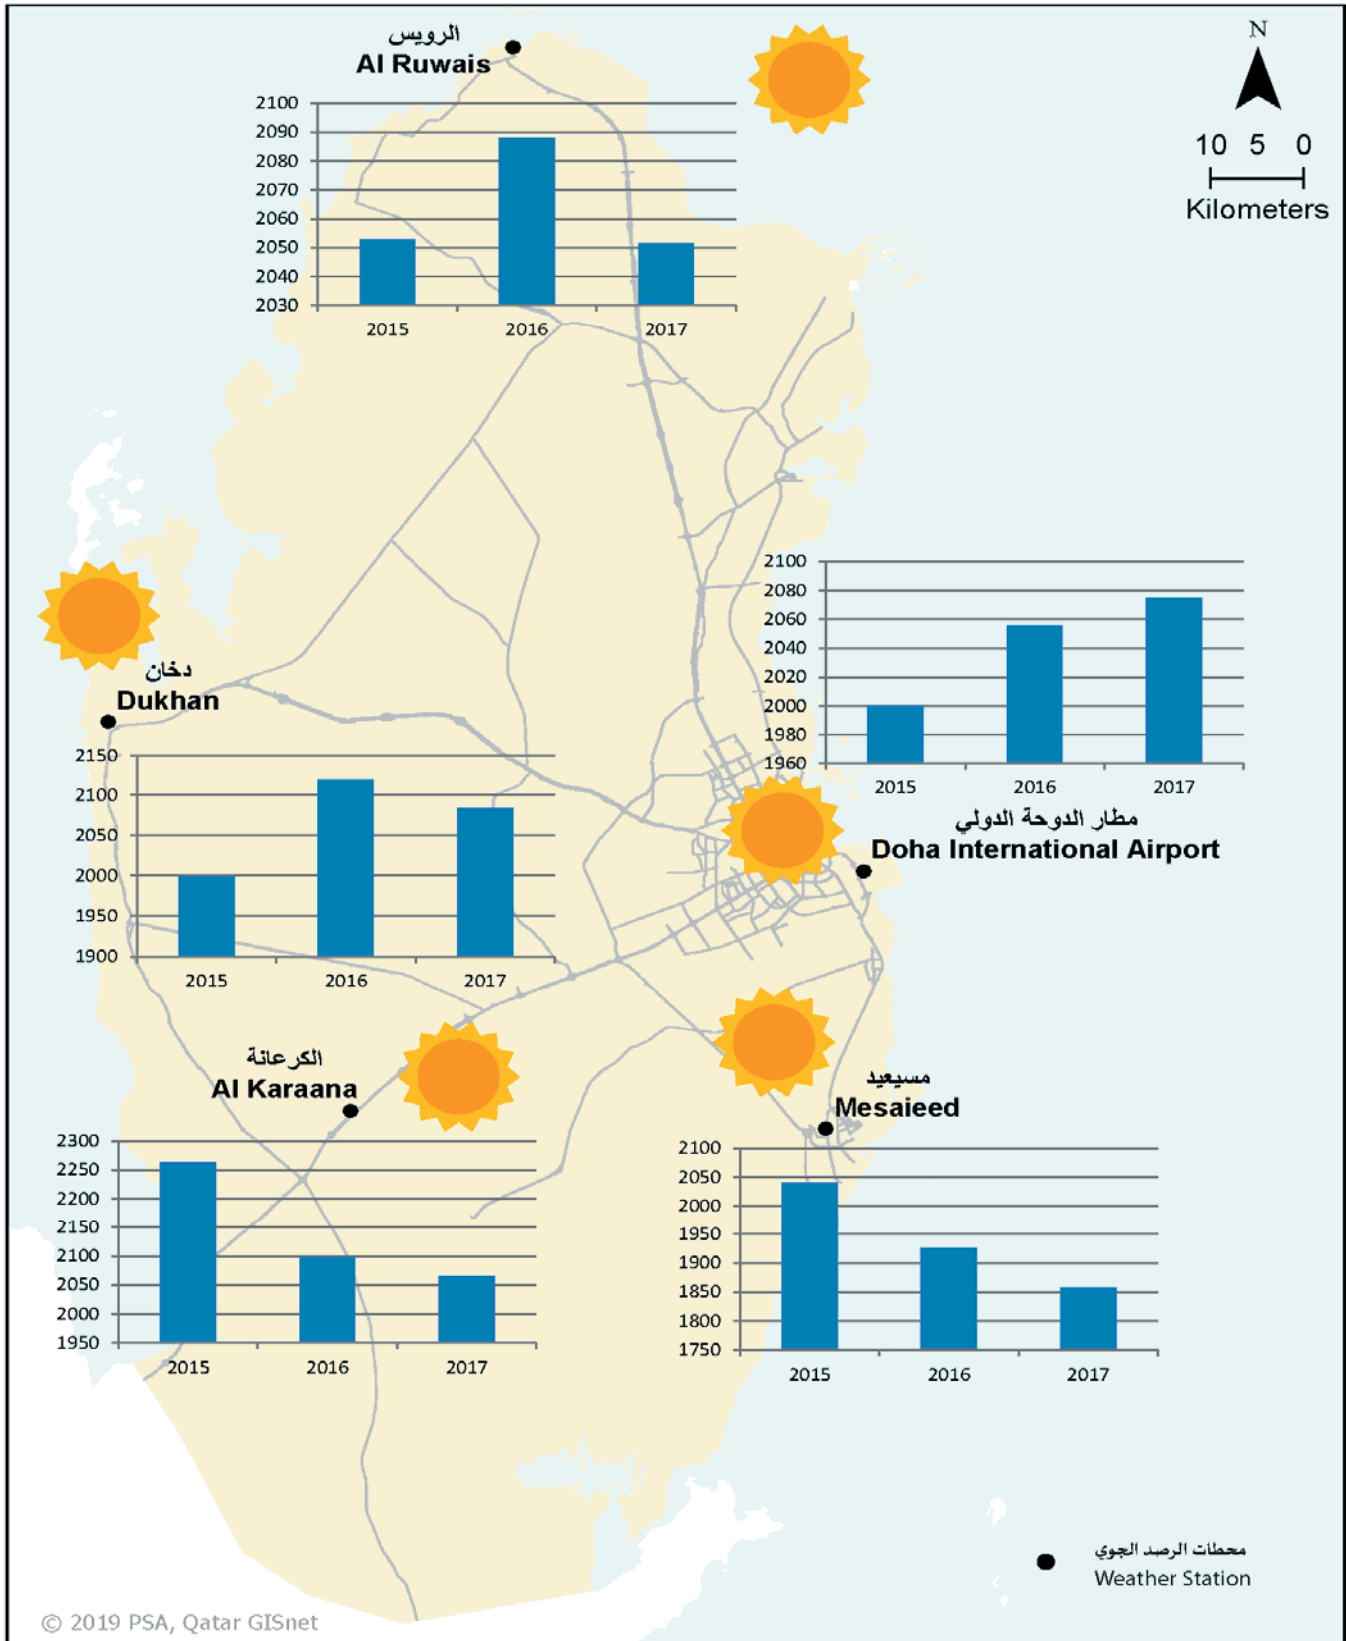 الرويس
Al Ruwais
N
10 5 0
Kilometers
2100
2090
2080
2070
2060
2050
2040
2030
2015 2016 2017
دخان
Dukhan
2150
2100
2050
2000
1950
1900
2015 2016 2017
2100
2080
2060
2040
2020
2000
1980
1960
2015 2016 2017
مطار الدوحة الدولي
Doha International Airport
الكرعانة
Al Karaana
2300
2250
2200
2150
2100
2050
2000
1950
2015 2016 2017
مسيعيد
Mesaieed
2100
2050
2000
1950
1900
1850
1800
1750
2015 2016 2017
محطات الرصد الجوي
Weather Station
© 2019 PSA, Qatar GISnet